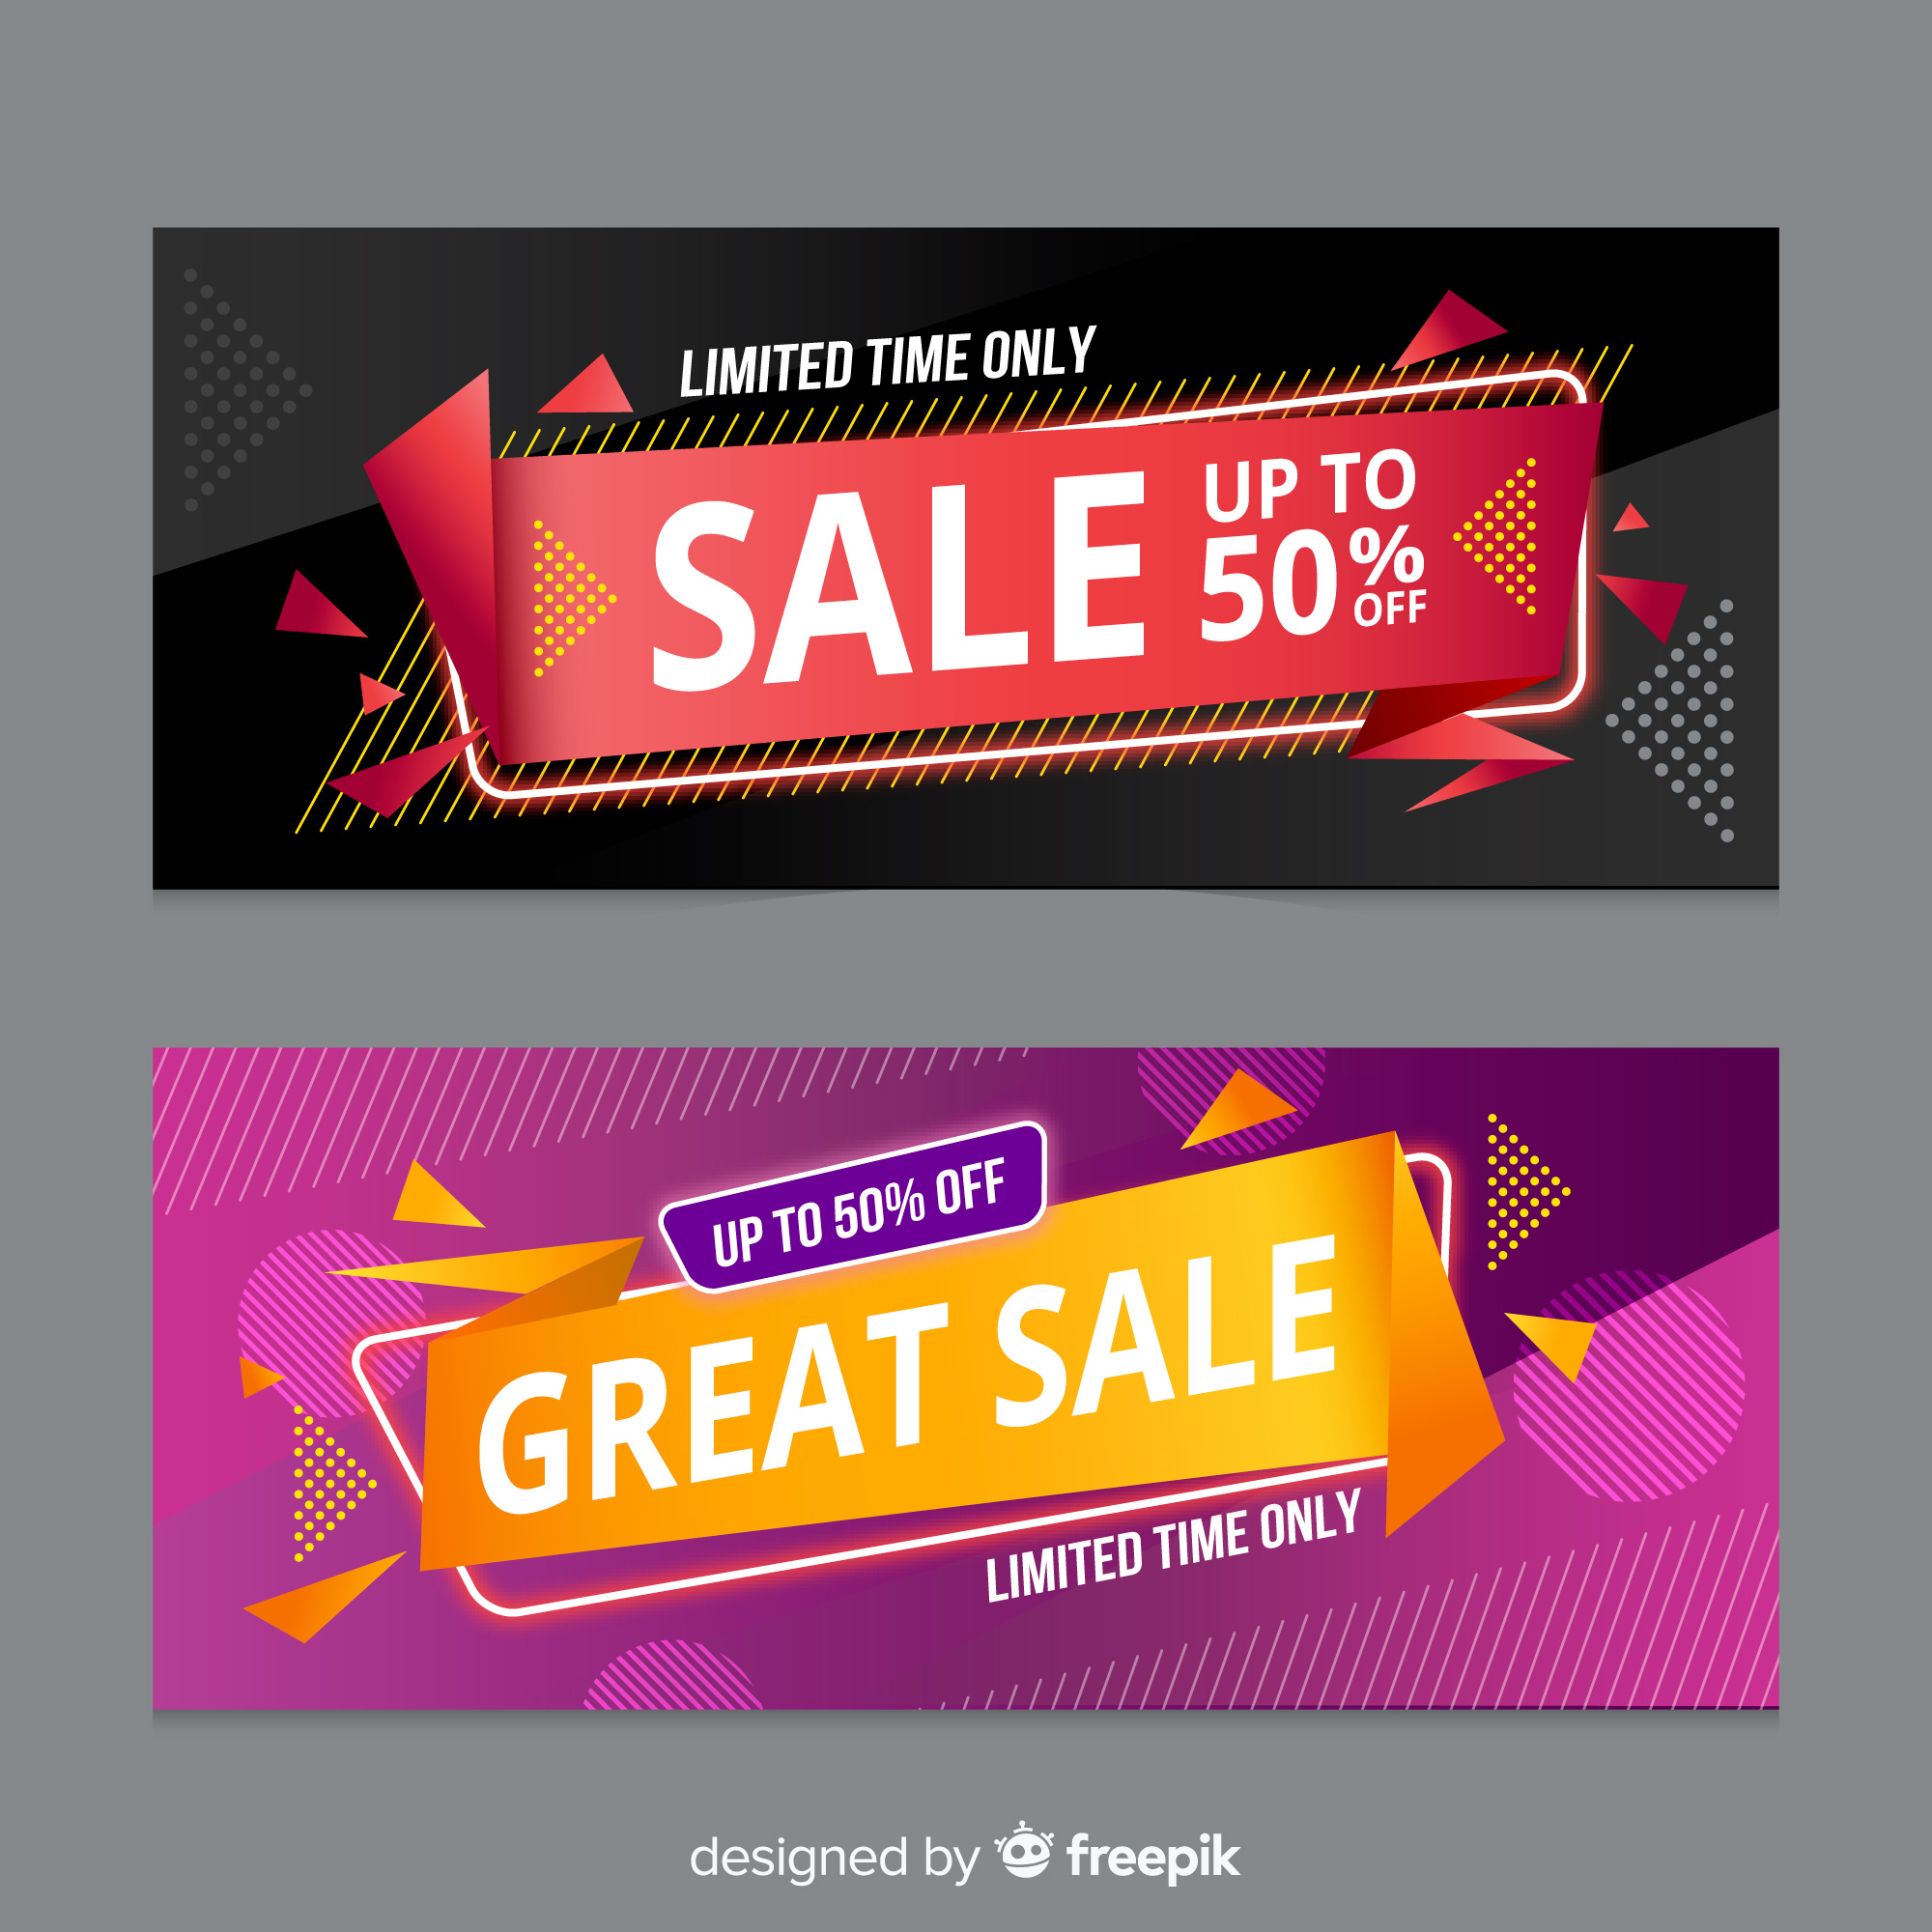 LIMITED TIME ONLY
SALE
UP TO
50%
OFF
UP TO 50% OFF
GREAT SALE
LIMITED TIME ONLY
designed by freepik